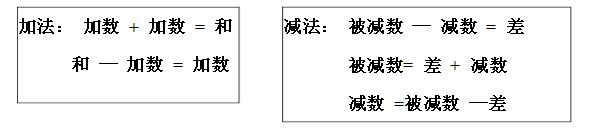 加法： 加数 + 加数 = 和
和 — 加数 = 加数
减法： 被减数 — 减数 = 差
被减数= 差 + 减数
减数 =被减数 —差